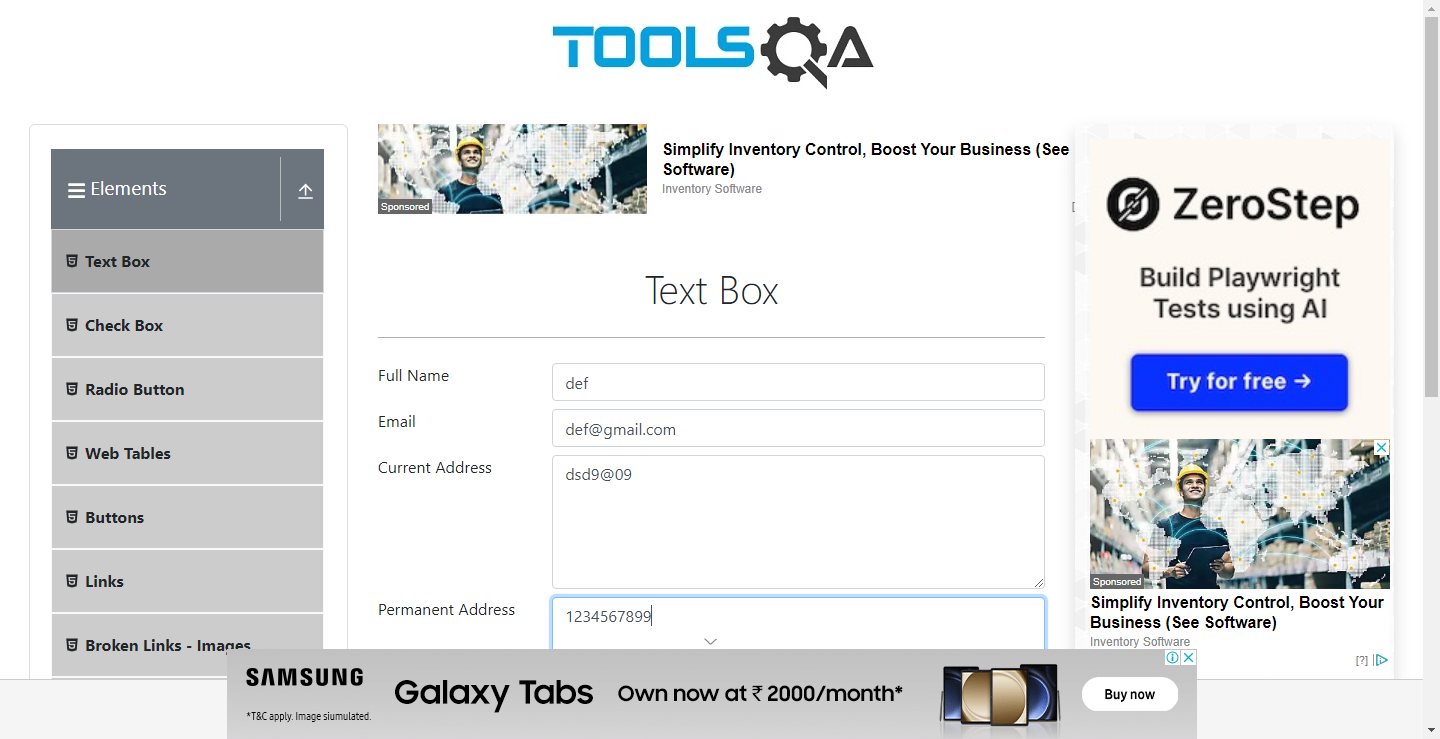 TOOLSQA
Elements
Text Box
Check Box
Radio Button
Web Tables
Buttons
Links
Broken Links - Images
Sponsored
Simplify Inventory Control, Boost Your Business (See
Software)
Inventory Software
Text Box
Full Name
def
Email
def@gmail.com
Current Address
dsd9@09
Permanent Address
1234567899
ZeroStep
Build Playwright
Tests using AI
Try for free →
Sponsored
Simplify Inventory Control, Boost Your
Business (See Software)
Inventory Software
[?]
SAMSUNG
*T&C apply. Image siumulated.
Galaxy Tabs
Own now at ₹ 2000/month*
Buy now